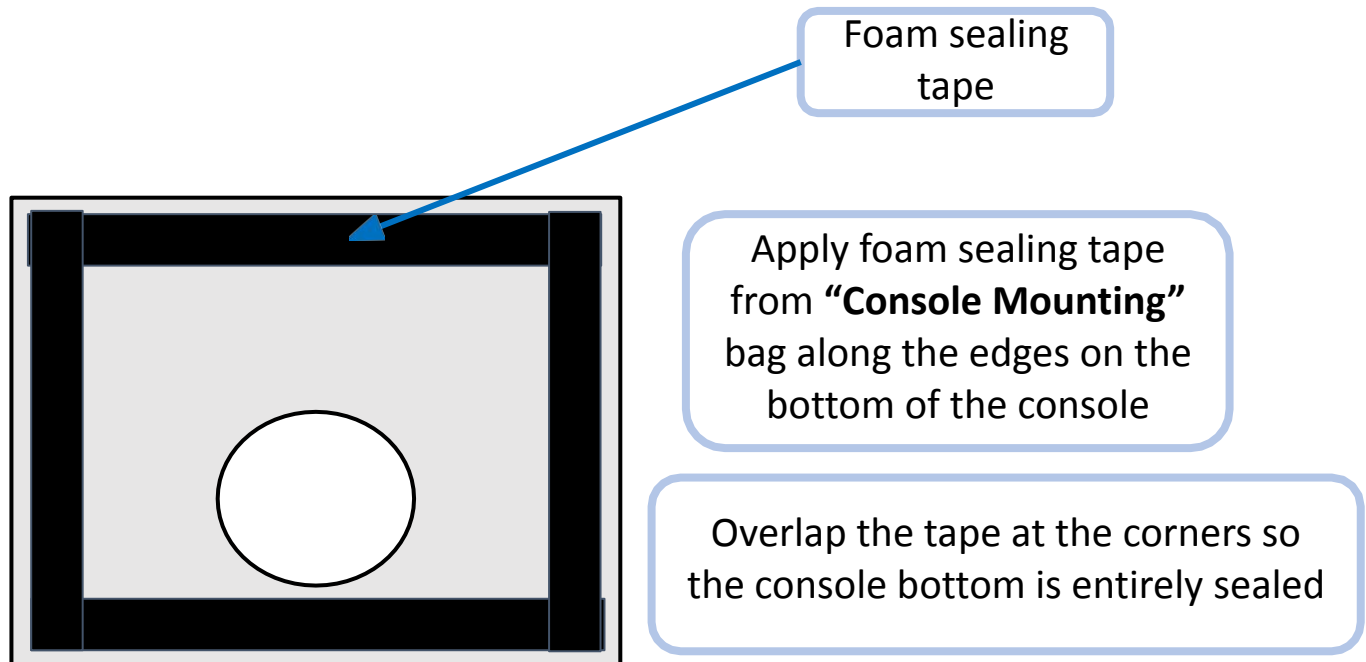 Foam sealing
tape
Apply foam sealing tape
from “Console Mounting”
bag along the edges on the
bottom of the console
Overlap the tape at the corners so
the console bottom is entirely sealed